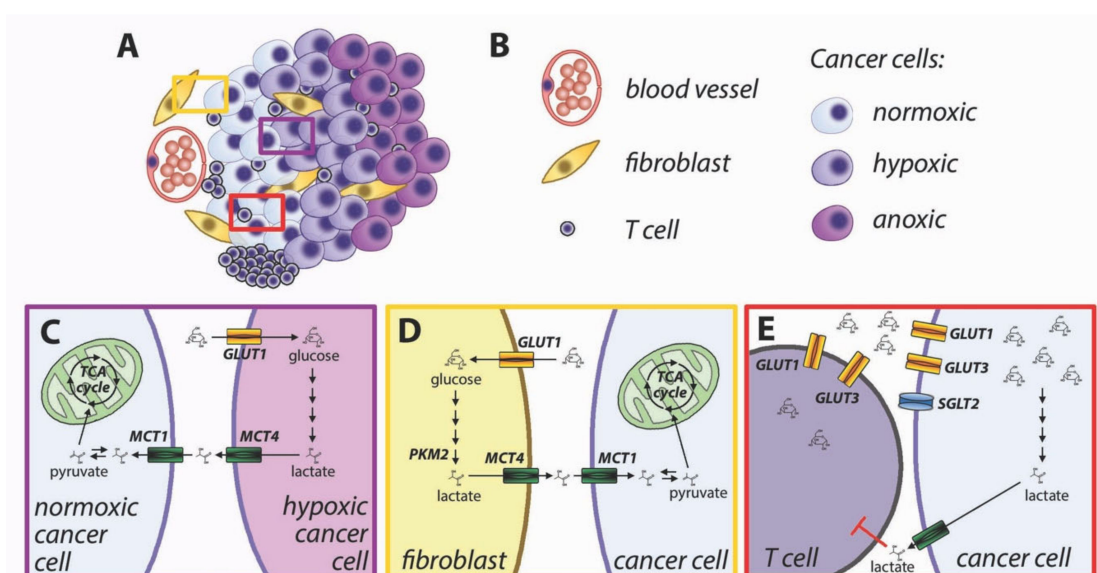 A
B
blood vessel
fibroblast
T cell
Cancer cells:
normoxic
hypoxic
anoxic
C
TCA
cycle
GLUT1
glucose
MCT1
MCT4
pyruvate
lactate
normoxic
cancer
cell
hypoxic
cancer
cell
D
GLUT1
glucose
TCA
cycle
PKM2
MCT4
MCT1
lactate
pyruvate
fibroblast
cancer cell
E
GLUT1
GLUT1
GLUT3
GLUT3
SGLT2
lactate
T cell
lactate
cancer cell